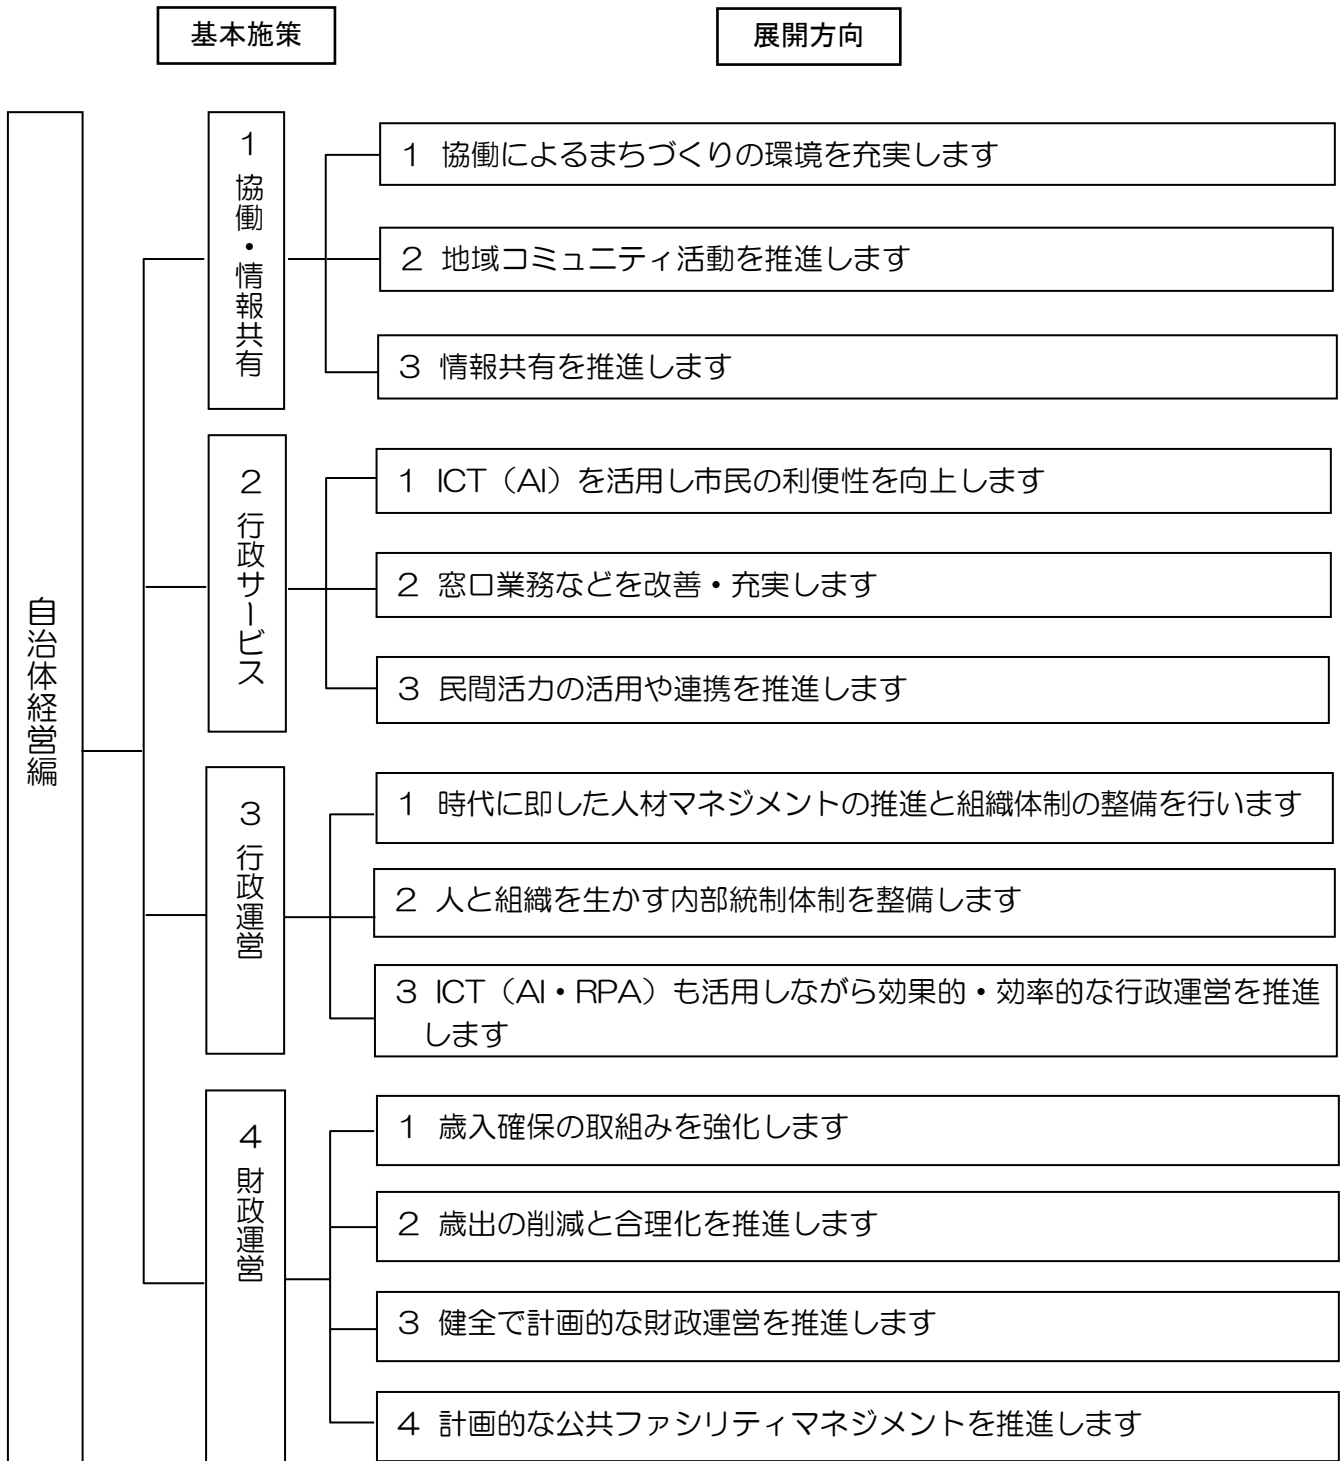 基本施策
展開方向
自治体経営編
1 協働・情報共有
1 協働によるまちづくりの環境を充実します
2 地域コミュニティ活動を推進します
3 情報共有を推進します
2 行政サービス
1 ICT（AI）を活用し市民の利便性を向上します
2 窓口業務などを改善・充実します
3 民間活力の活用や連携を推進します
3 行政運営
1 時代に即した人材マネジメントの推進と組織体制の整備を行います
2 人と組織を生かす内部統制体制を整備します
3 ICT（AI・RPA）も活用しながら効果的・効率的な行政運営を推進
します
4 財政運営
1 歳入確保の取組みを強化します
2 歳出の削減と合理化を推進します
3 健全で計画的な財政運営を推進します
4 計画的な公共ファシリティマネジメントを推進します